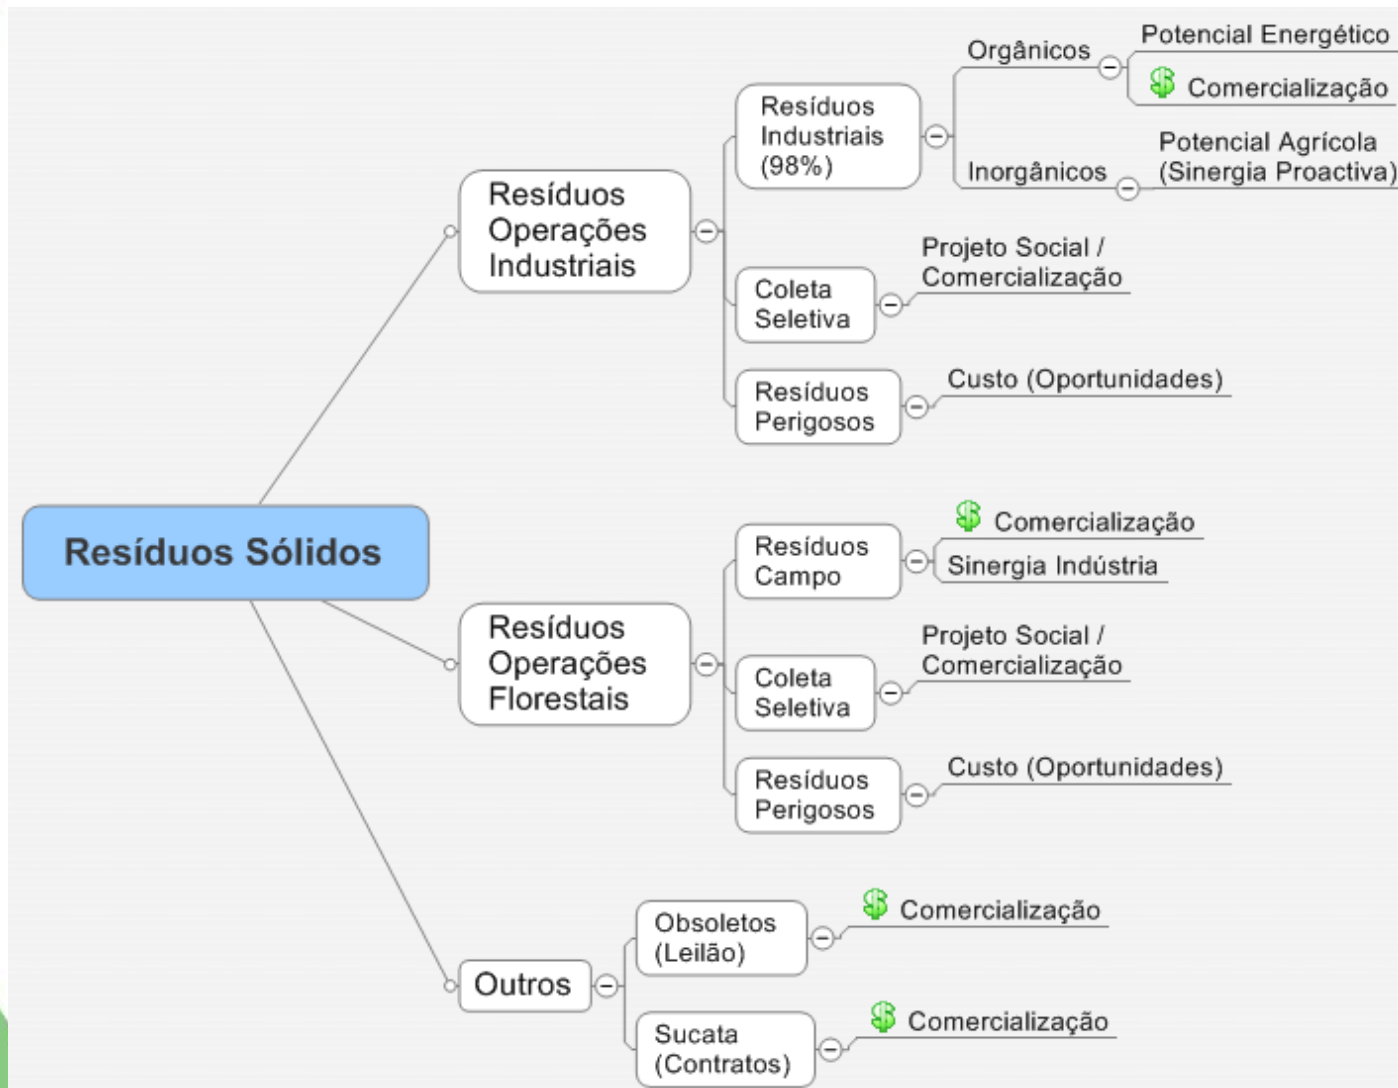 Resíduos Sólidos
Resíduos
Operações
Industriais
Resíduos
Industriais
(98%)
Orgânicos
Potencial Energético
$ Comercialização
Inorgânicos
Potencial Agrícola
(Sinergia Proactiva)
Coleta
Seletiva
Projeto Social /
Comercialização
Resíduos
Perigosos
Custo (Oportunidades)
Resíduos
Operações
Florestais
Resíduos
Campo
$ Comercialização
Sinergia Indústria
Coleta
Seletiva
Projeto Social /
Comercialização
Resíduos
Perigosos
Custo (Oportunidades)
Outros
Obsoletos
(Leilão)
$ Comercialização
Sucata
(Contratos)
$ Comercialização